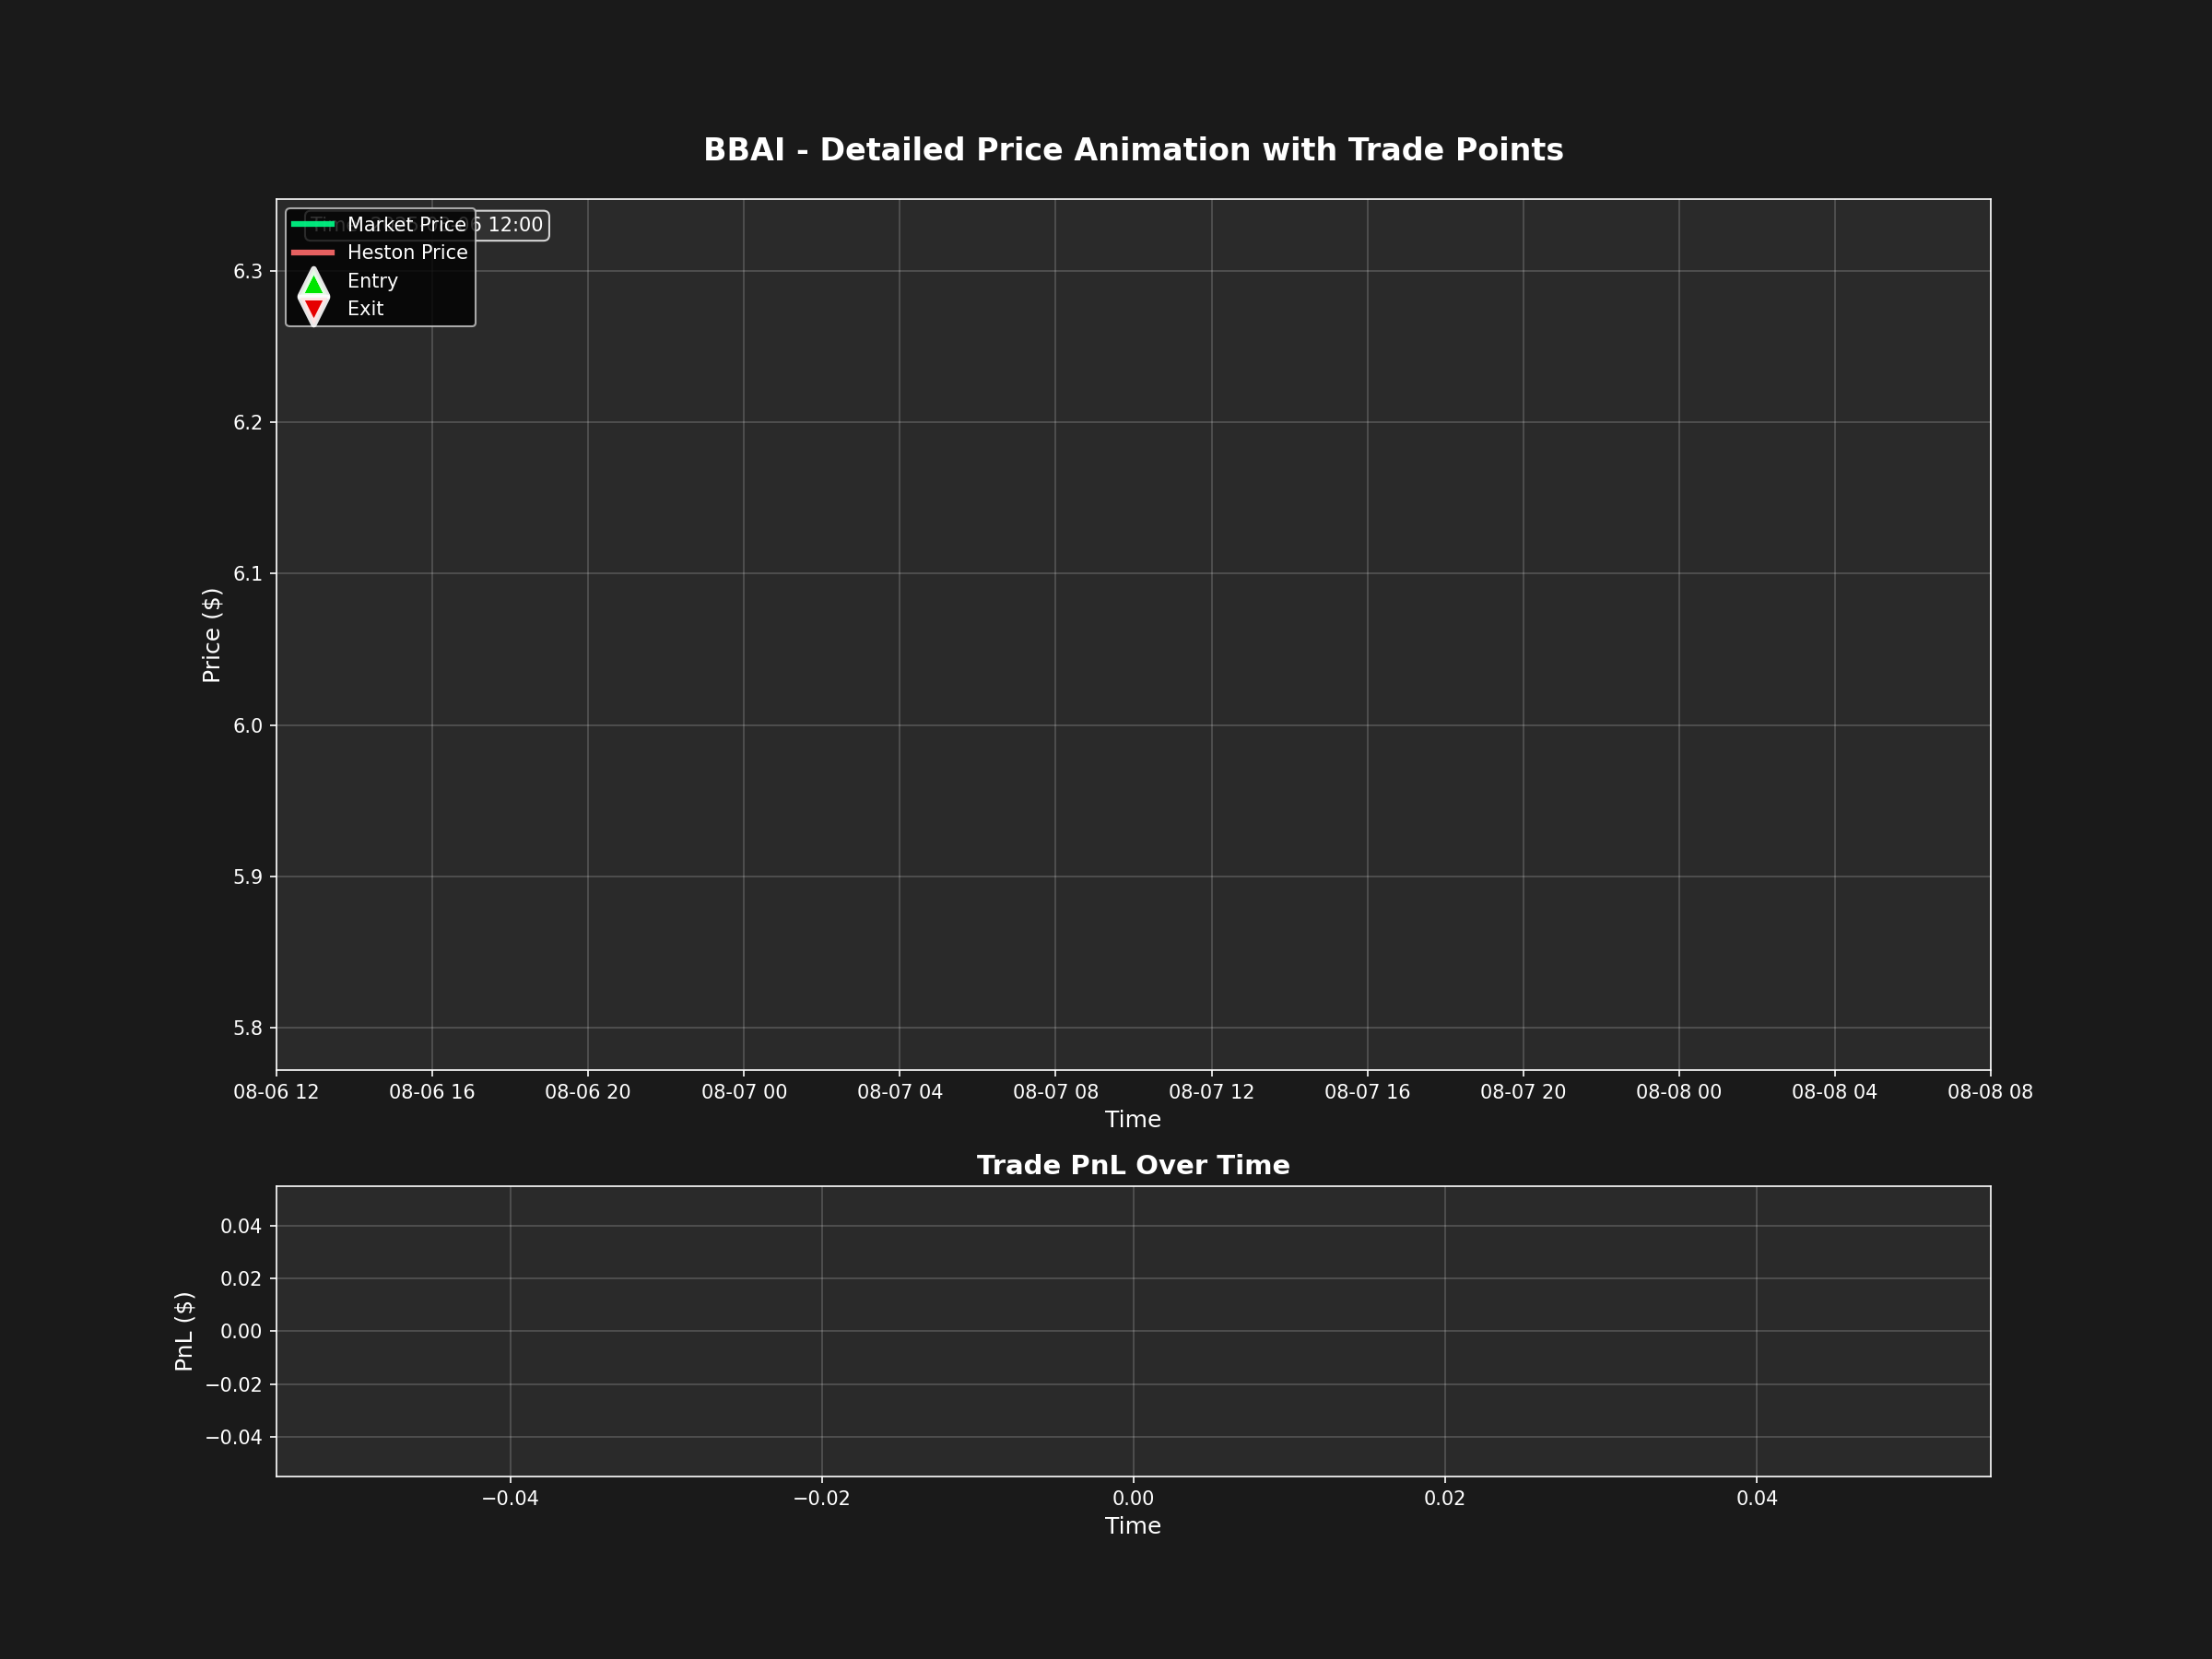 BBAI - Detailed Price Animation with Trade Points
6 12:00
Market Price
Heston Price
Entry
Exit
Price ($)
6.3
6.2
6.1
6.0
5.9
5.8
08-06 12 08-06 16 08-06 20 08-07 00 08-07 04 08-07 08 08-07 12 08-07 16 08-07 20 08-08 00 08-08 04 08-08 08
Time
Trade PnL Over Time
PnL ($)
0.04
0.02
0.00
−0.02
−0.04
−0.04 −0.02 0.00 0.02 0.04
Time